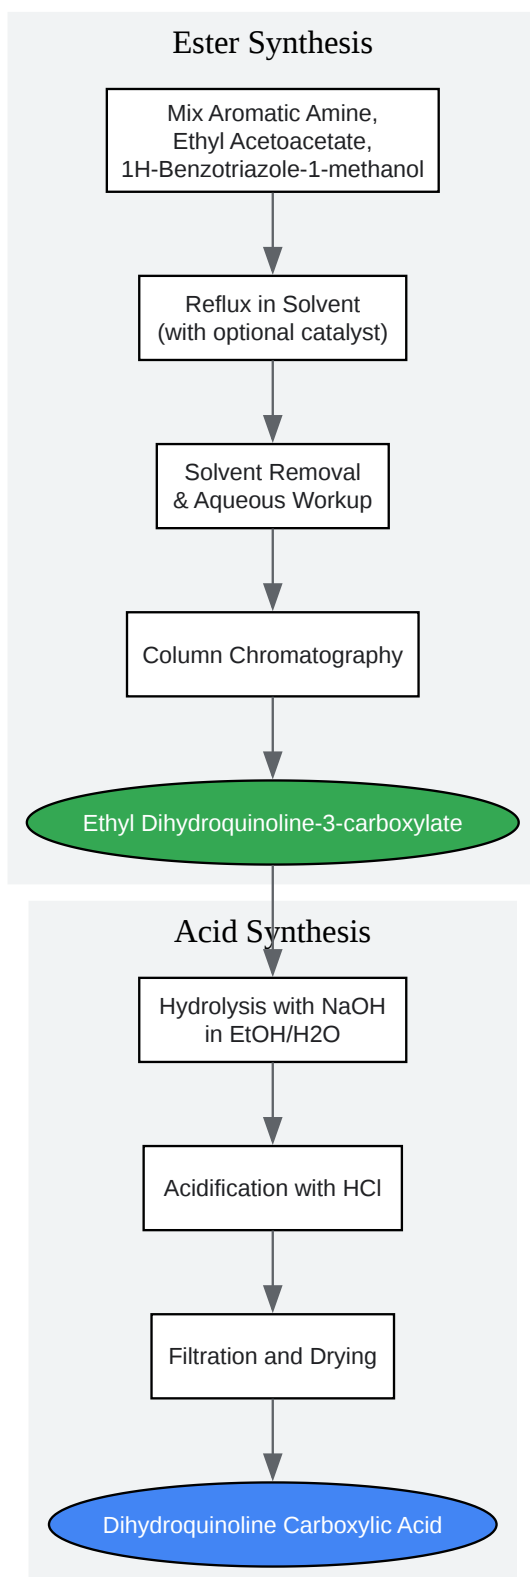 Ester Synthesis
Mix Aromatic Amine,
Ethyl Acetoacetate,
1H-Benzotriazole-1-methanol
Reflux in Solvent
(with optional catalyst)
Solvent Removal
& Aqueous Workup
Column Chromatography
Ethyl Dihydroquinoline-3-carboxylate
Acid Synthesis
Hydrolysis with NaOH
in EtOH/H2O
Acidification with HCl
Filtration and Drying
Dihydroquinoline Carboxylic Acid